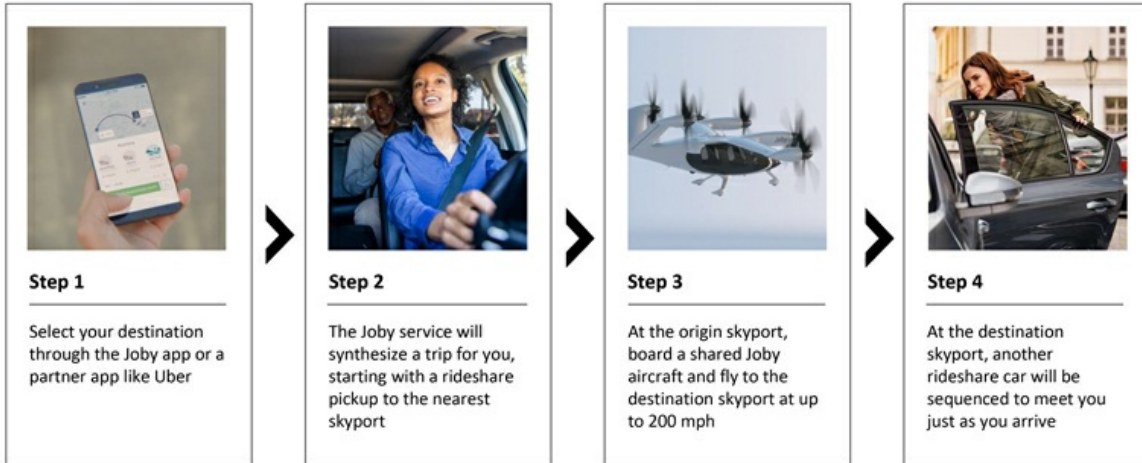 Step 1
Select your destination
through the Joby app or a
partner app like Uber
Step 2
The Joby service will
synthesize a trip for you,
starting with a rideshare
pickup to the nearest
skyport
Step 3
At the origin skyport,
board a shared Joby
aircraft and fly to the
destination skyport at up
to 200 mph
Step 4
At the destination
skyport, another
rideshare car will be
sequenced to meet you
just as you arrive